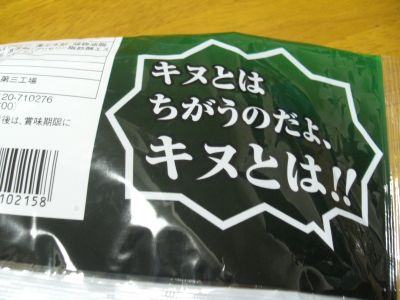 第三工場
20-710276
00
後は、賞味期限に
102158
キヌとは
ちがうのだよ、
キヌとは!!